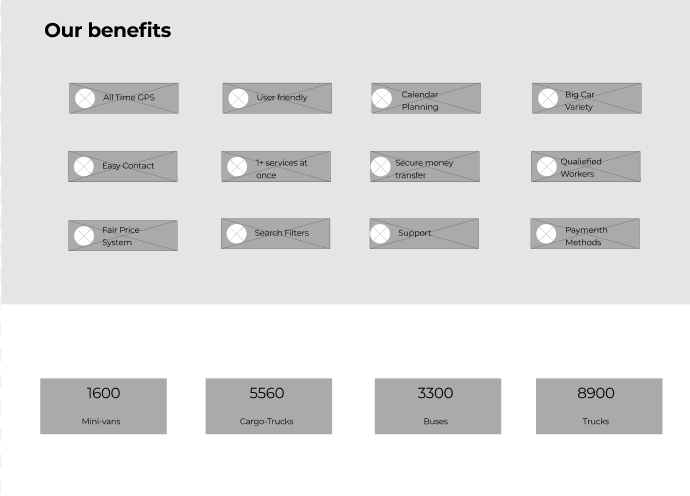 Our benefits
All Time GPS
User friendly
Calendar
Planning
Big Car
Variety
Easy Contact
1+ services at
once
Secure money
transfer
Qualiefied
Workers
Fair Price
System
Search Filters
Support
Paymenth
Methods
1600
Mini-vans
5560
Cargo-Trucks
3300
Buses
8900
Trucks